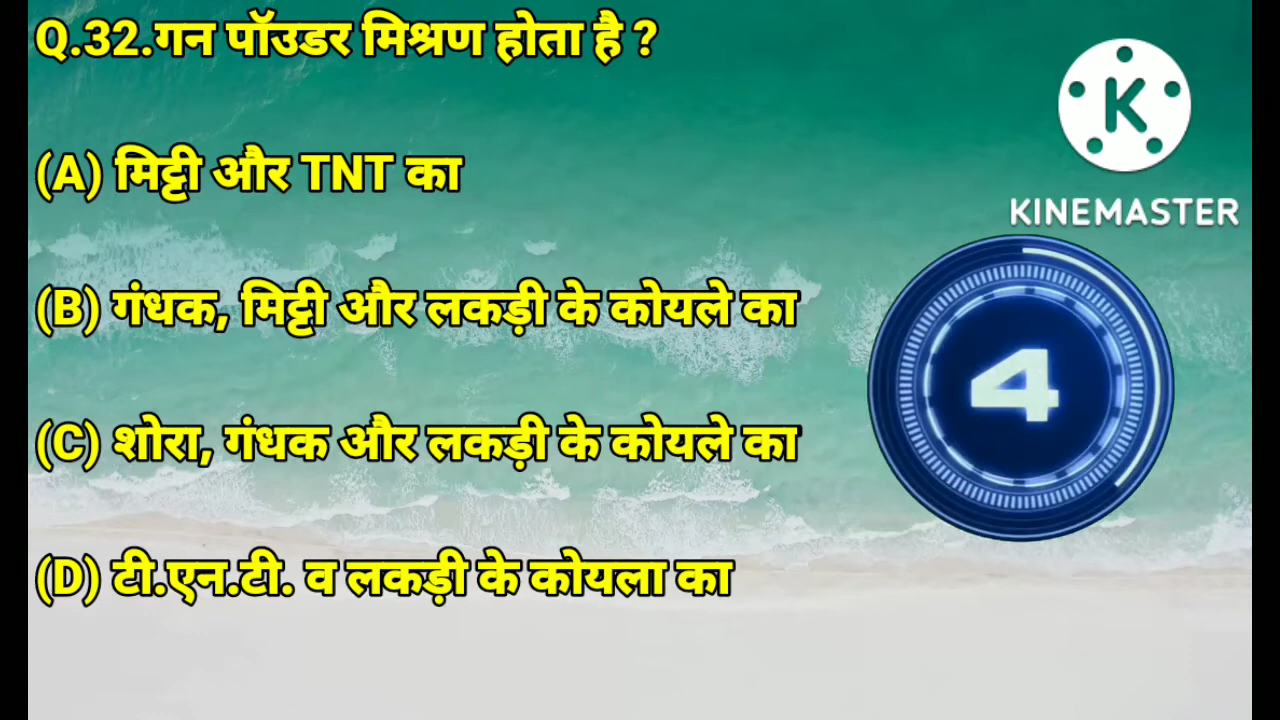 Q.32.गन पॉउडर मिश्रण होता है ?
(A) मिट्टी और TNT का
(B) गंधक, मिट्टी और लकड़ी के कोयले का
(C) शोरा, गंधक और लकड़ी के कोयले का
(D) टी.एन.टी. व लकड़ी के कोयला का
K
KINEMASTER
4